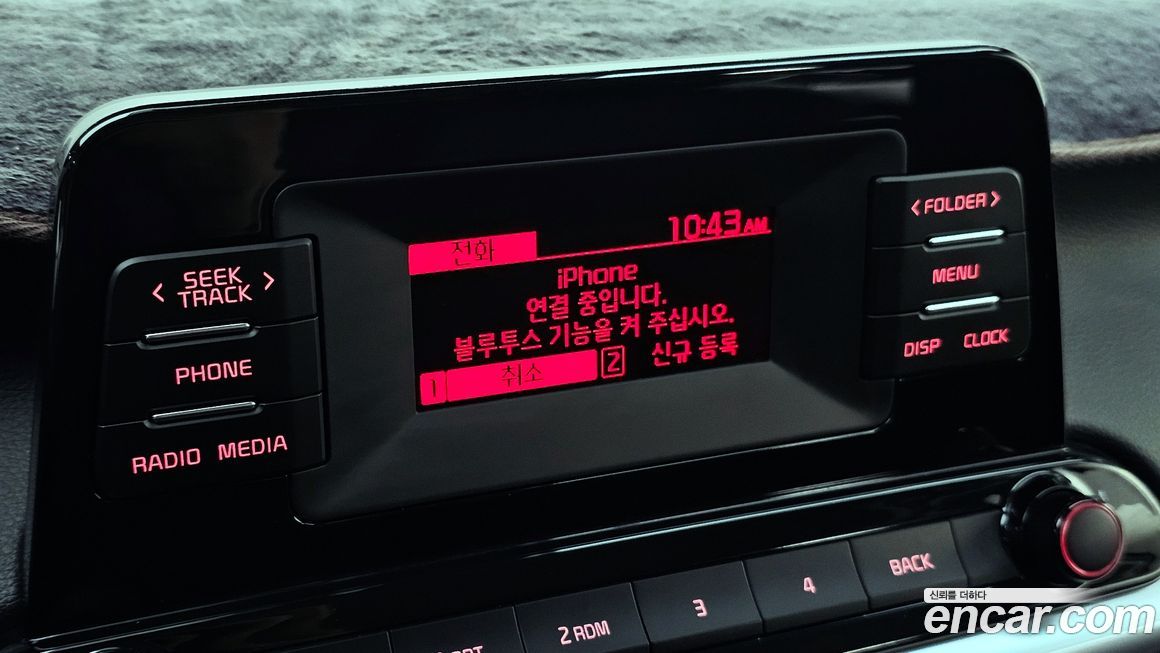 전화
10:43 AM
iPhone
연결 중입니다.
블루투스 기능을 켜 주십시오.
1 취소 2 신규 등록
< SEEK >
TRACK
PHONE
RADIO MEDIA
< FOLDER >
MENU
DISP CLOCK
2 RDM
3
4
BACK
신뢰를 더하다
encar.com